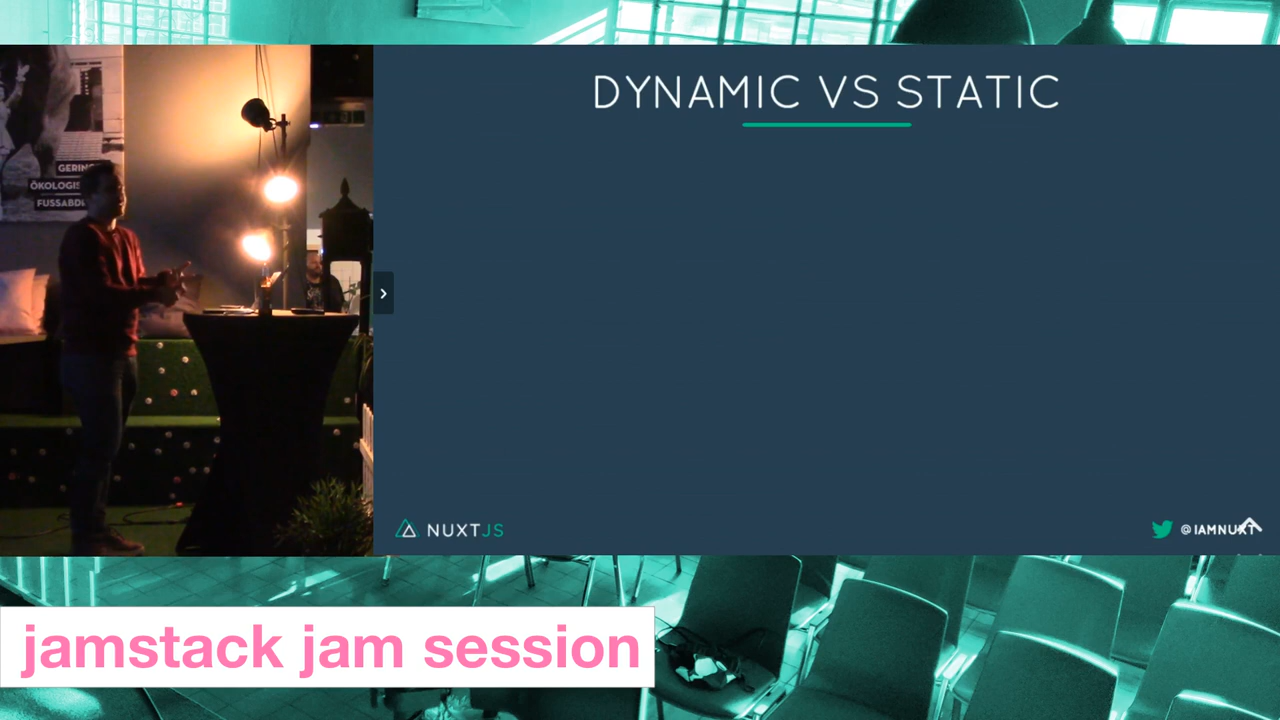 DYNAMIC VS STATIC
GERING
ÖKOLOGIS
FUSSABD
NUXTJS
@IAMNUXT
jamstack jam session